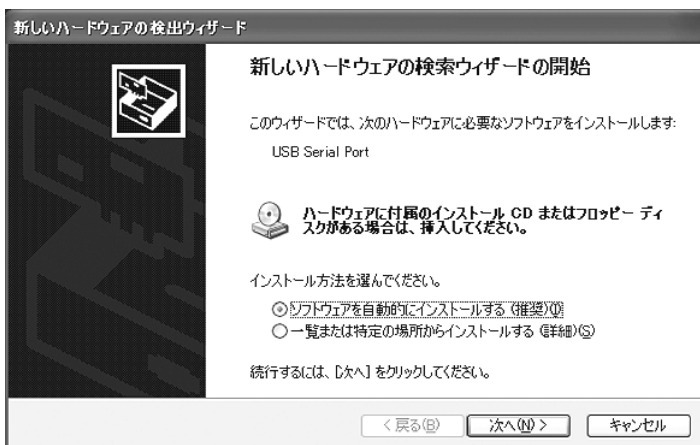 新しいハードウェアの検出ウィザード
新しいハードウェアの検索ウィザードの開始
このウィザードでは、次のハードウェアに必要なソフトウェアをインストールします:
USB Serial Port
ハードウェアに付属のインストール CD またはフロッピー ディ
スクがある場合は、挿入してください。
インストール方法を選んでください。
ソフトウェアを自動的にインストールする (推奨)(I)
一覧または特定の場所からインストールする (詳細)(S)
続行するには、[次へ] をクリックしてください。
< 戻る(B) 次へ(N) > キャンセル